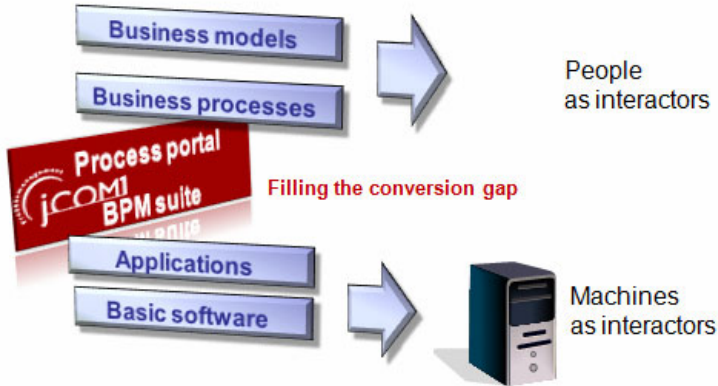 Business models
People
as interactors
Business processes
Process portal
jCOM1
BPM suite
Filling the conversion gap
Applications
Basic software
Machines
as interactors